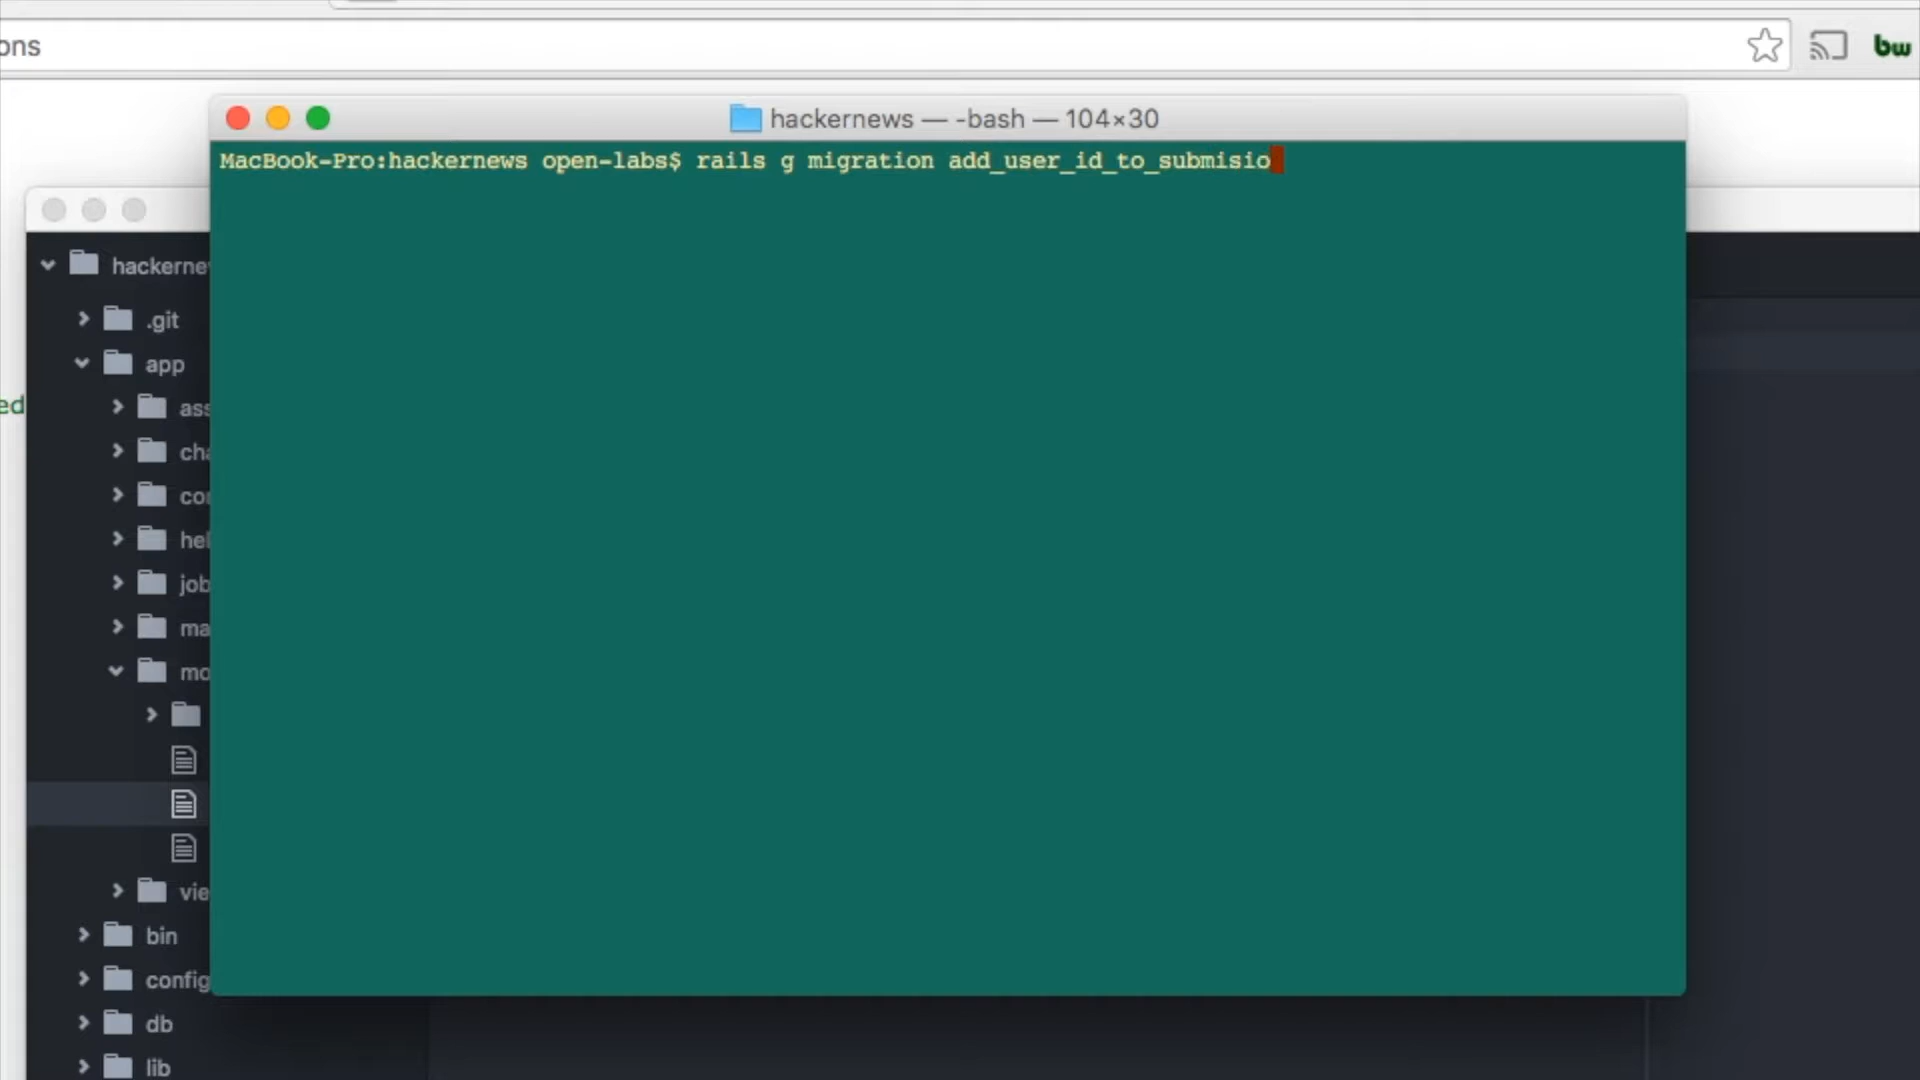 ons
bw
hackernews — -bash — 104×30
MacBook-Pro:hackernews open-labs$ rails g migration add_user_id_to_submisio
hackerne
.git
app
ed
ass
cha
con
hel
job
ma
mo
vie
bin
config
db
lib